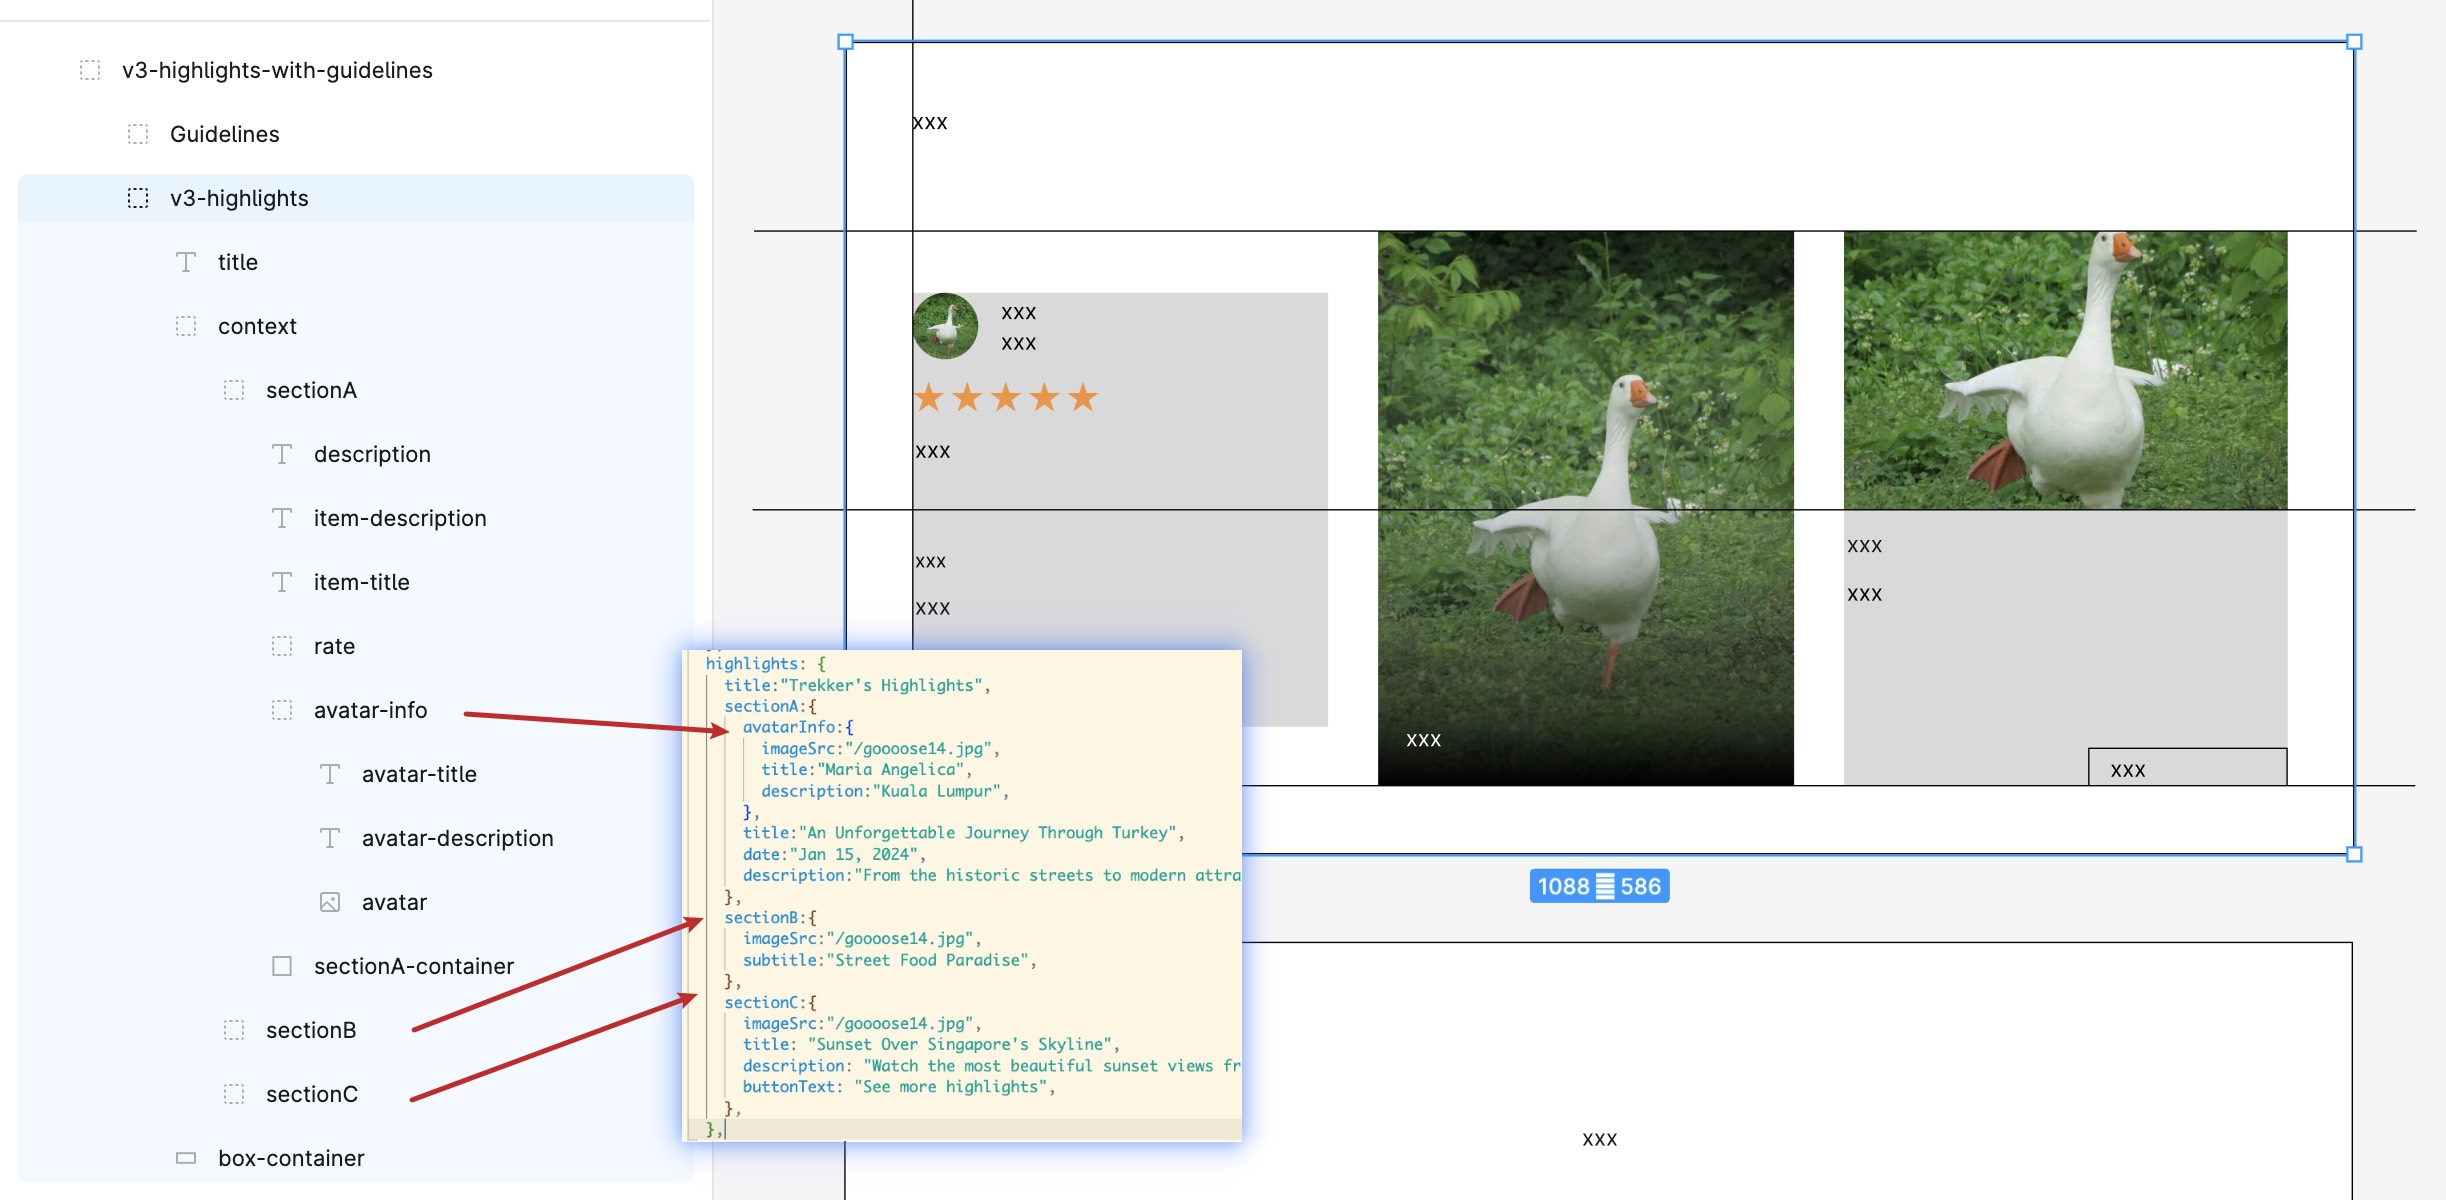 v3-highlights-with-guidelines
Guidelines
v3-highlights
title
context
sectionA
description
item-description
item-title
rate
avatar-info
avatar-title
avatar-description
avatar
sectionA-container
sectionB
sectionC
box-container
xxx
xxx
xxx
xxx
xxx
xxx
xxx
xxx
xxx
xxx
1088 586
xxx
highlights: {
title:"Trekker's Highlights",
sectionA:{
avatarInfo:{
imageSrc:"/goooose14.jpg",
title:"Maria Angelica",
description:"Kuala Lumpur",
},
title:"An Unforgettable Journey Through Turkey",
date:"Jan 15, 2024",
description:"From the historic streets to modern attra
},
sectionB:{
imageSrc:"/goooose14.jpg",
subtitle:"Street Food Paradise",
},
sectionC:{
imageSrc:"/goooose14.jpg",
title: "Sunset Over Singapore's Skyline",
description: "Watch the most beautiful sunset views fr
buttonText: "See more highlights",
},
},